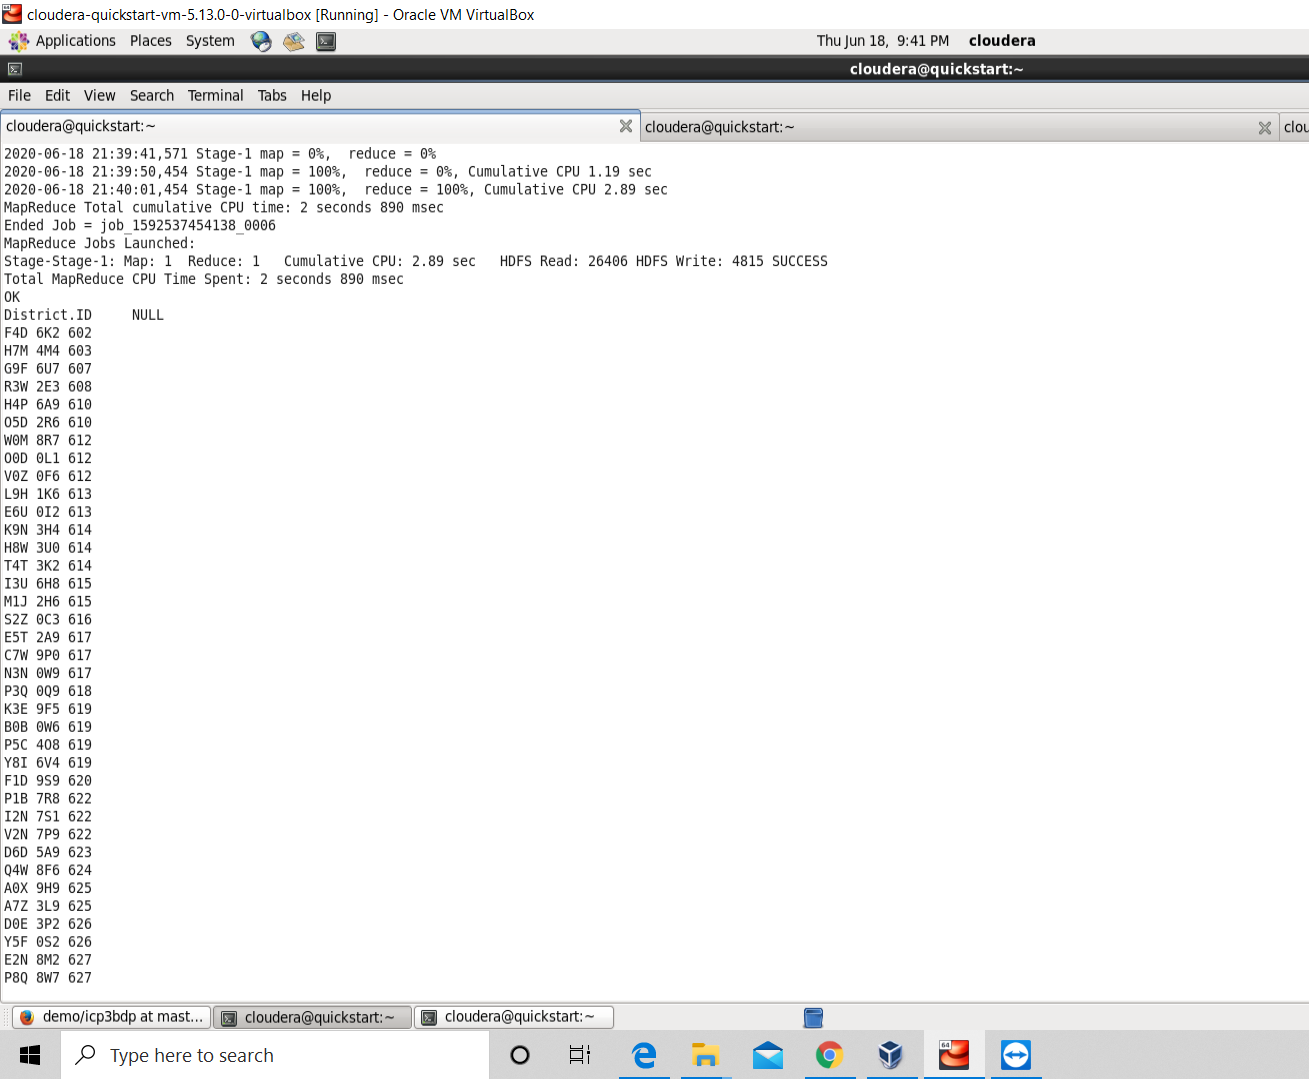 cloudera-quickstart-vm-5.13.0-0-virtualbox [Running] - Oracle VM VirtualBox
Applications Places System Thu Jun 18, 9:41 PM cloudera
cloudera@quickstart:~
File Edit View Search Terminal Tabs Help
cloudera@quickstart:~ cloudera@quickstart:~ clou
2020-06-18 21:39:41,571 Stage-1 map = 0%,  reduce = 0%
2020-06-18 21:39:50,454 Stage-1 map = 100%,  reduce = 0%, Cumulative CPU 1.19 sec
2020-06-18 21:40:01,454 Stage-1 map = 100%,  reduce = 100%, Cumulative CPU 2.89 sec
MapReduce Total cumulative CPU time: 2 seconds 890 msec
Ended Job = job_1592537454138_0006
MapReduce Jobs Launched:
Stage-Stage-1: Map: 1  Reduce: 1   Cumulative CPU: 2.89 sec   HDFS Read: 26406 HDFS Write: 4815 SUCCESS
Total MapReduce CPU Time Spent: 2 seconds 890 msec
OK
District.ID     NULL
F4D 6K2 602
H7M 4M4 603
G9F 6U7 607
R3W 2E3 608
H4P 6A9 610
O5D 2R6 610
W0M 8R7 612
O0D 0L1 612
V0Z 0F6 612
L9H 1K6 613
E6U 0I2 613
K9N 3H4 614
H8W 3U0 614
T4T 3K2 614
I3U 6H8 615
M1J 2H6 615
S2Z 0C3 616
E5T 2A9 617
C7W 9P0 617
N3N 0W9 617
P3Q 0Q9 618
K3E 9F5 619
B0B 0W6 619
P5C 4O8 619
Y8I 6V4 619
F1D 9S9 620
P1B 7R8 622
I2N 7S1 622
V2N 7P9 622
D6D 5A9 623
Q4W 8F6 624
A0X 9H9 625
A7Z 3L9 625
D0E 3P2 626
Y5F 0S2 626
E2N 8M2 627
P8Q 8W7 627
demo/icp3bdp at mast... cloudera@quickstart:~ cloudera@quickstart:~
Type here to search 64